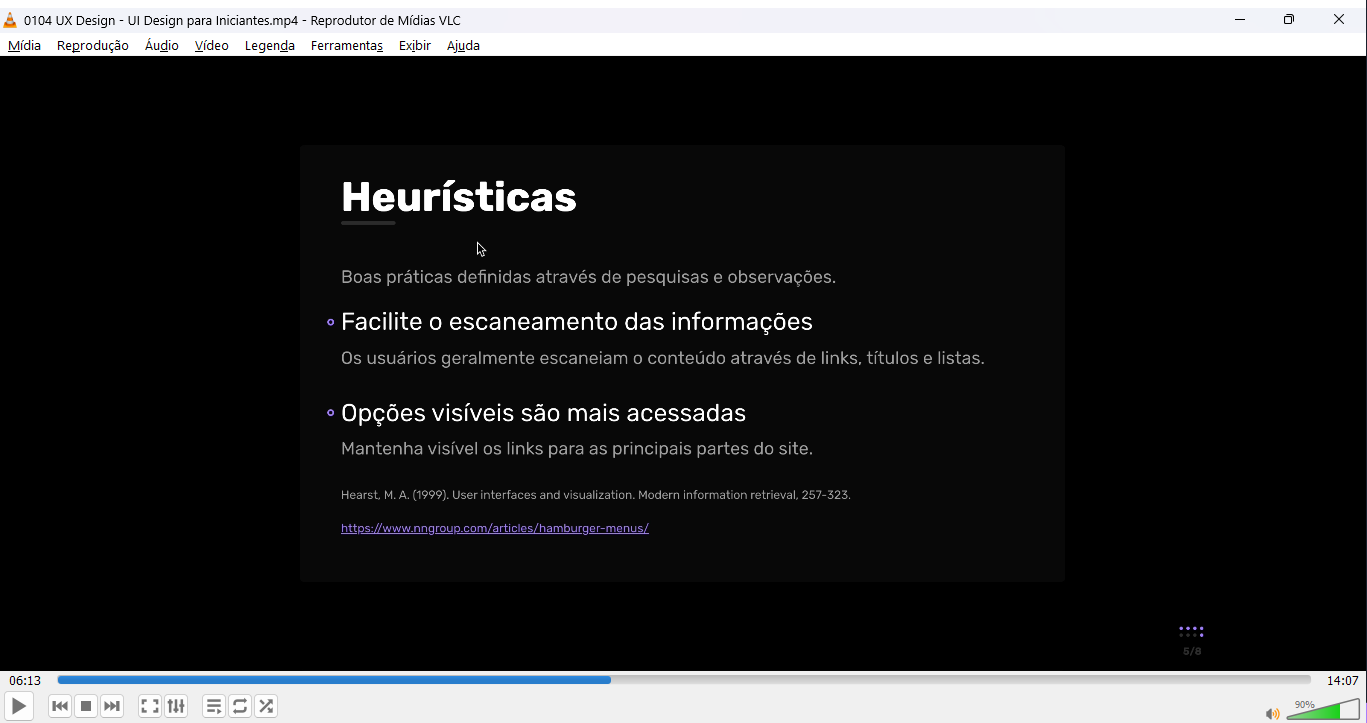 0104 UX Design - UI Design para Iniciantes.mp4 - Reprodutor de Mídias VLC
Mídia Reprodução Áudio Vídeo Legenda Ferramentas Exibir Ajuda
Heurísticas
Boas práticas definidas através de pesquisas e observações.
Facilite o escaneamento das informações
Os usuários geralmente escaneiam o conteúdo através de links, títulos e listas.
Opções visíveis são mais acessadas
Mantenha visível os links para as principais partes do site.
Hearst, M. A. (1999). User interfaces and visualization. Modern information retrieval, 257-323.
https://www.nngroup.com/articles/hamburger-menus/
5/8
06:13 14:07
90%